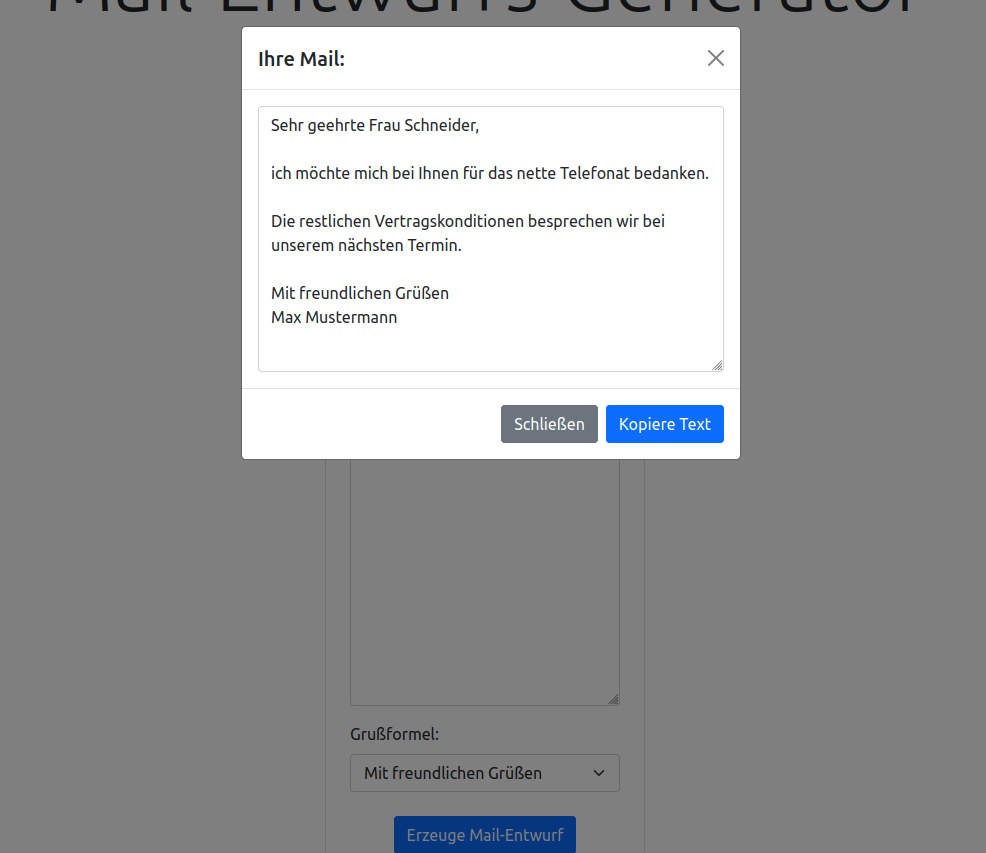 Mail Entwurfs Generator
Ihre Mail:
Sehr geehrte Frau Schneider,
ich möchte mich bei Ihnen für das nette Telefonat bedanken.
Die restlichen Vertragskonditionen besprechen wir bei
unserem nächsten Termin.
Mit freundlichen Grüßen
Max Mustermann
Schließen
Kopiere Text
Grußformel:
Mit freundlichen Grüßen
Erzeuge Mail-Entwurf